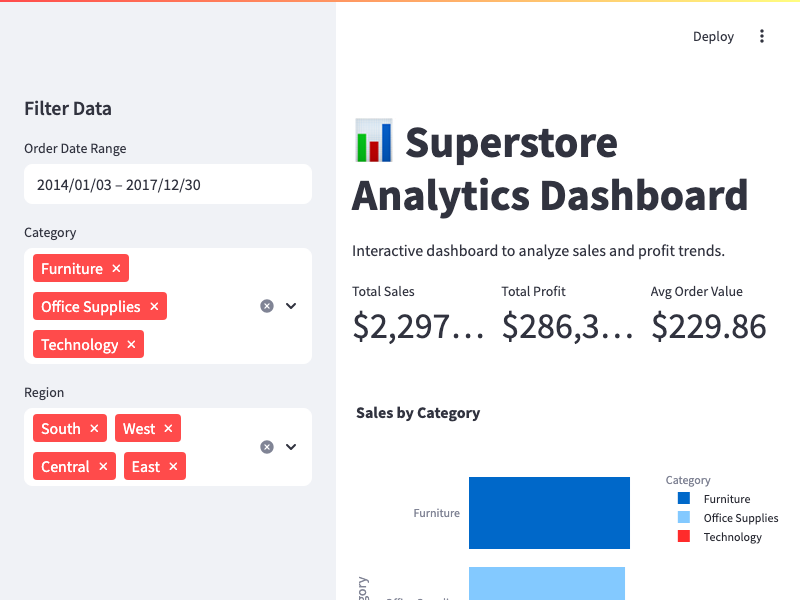 Deploy
Filter Data
Order Date Range
2014/01/03 – 2017/12/30
Category
Furniture ×
Office Supplies ×
Technology ×
Region
South × West ×
Central × East ×
Superstore
Analytics Dashboard
Interactive dashboard to analyze sales and profit trends.
Total Sales Total Profit Avg Order Value
$2,297… $286,3… $229.86
Sales by Category
Category
Furniture
Office Supplies
Technology
Furniture